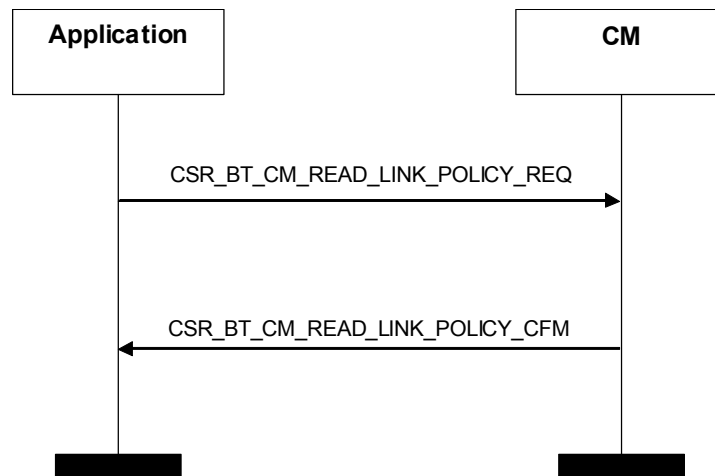 Application
CM
CSR_BT_CM_READ_LINK_POLICY_REQ
CSR_BT_CM_READ_LINK_POLICY_CFM